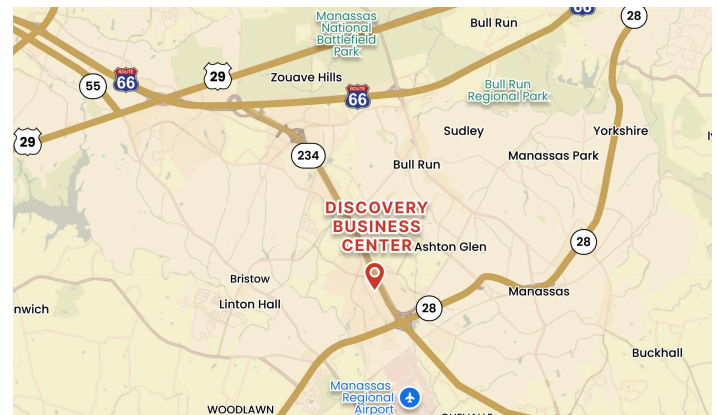 Manassas
National
Battlefield
Park
Bull Run
66
28
29
ROUTE
66
55
Zouave Hills
ROUTE
66
Bull Run
Regional Park
29
Sudley
Yorkshire
Manassas Park
234
Bull Run
DISCOVERY
BUSINESS
CENTER
Ashton Glen
28
Bristow
Linton Hall
28
Manassas
nwich
Buckhall
Manassas
Regional
Airport
WOODLAWN